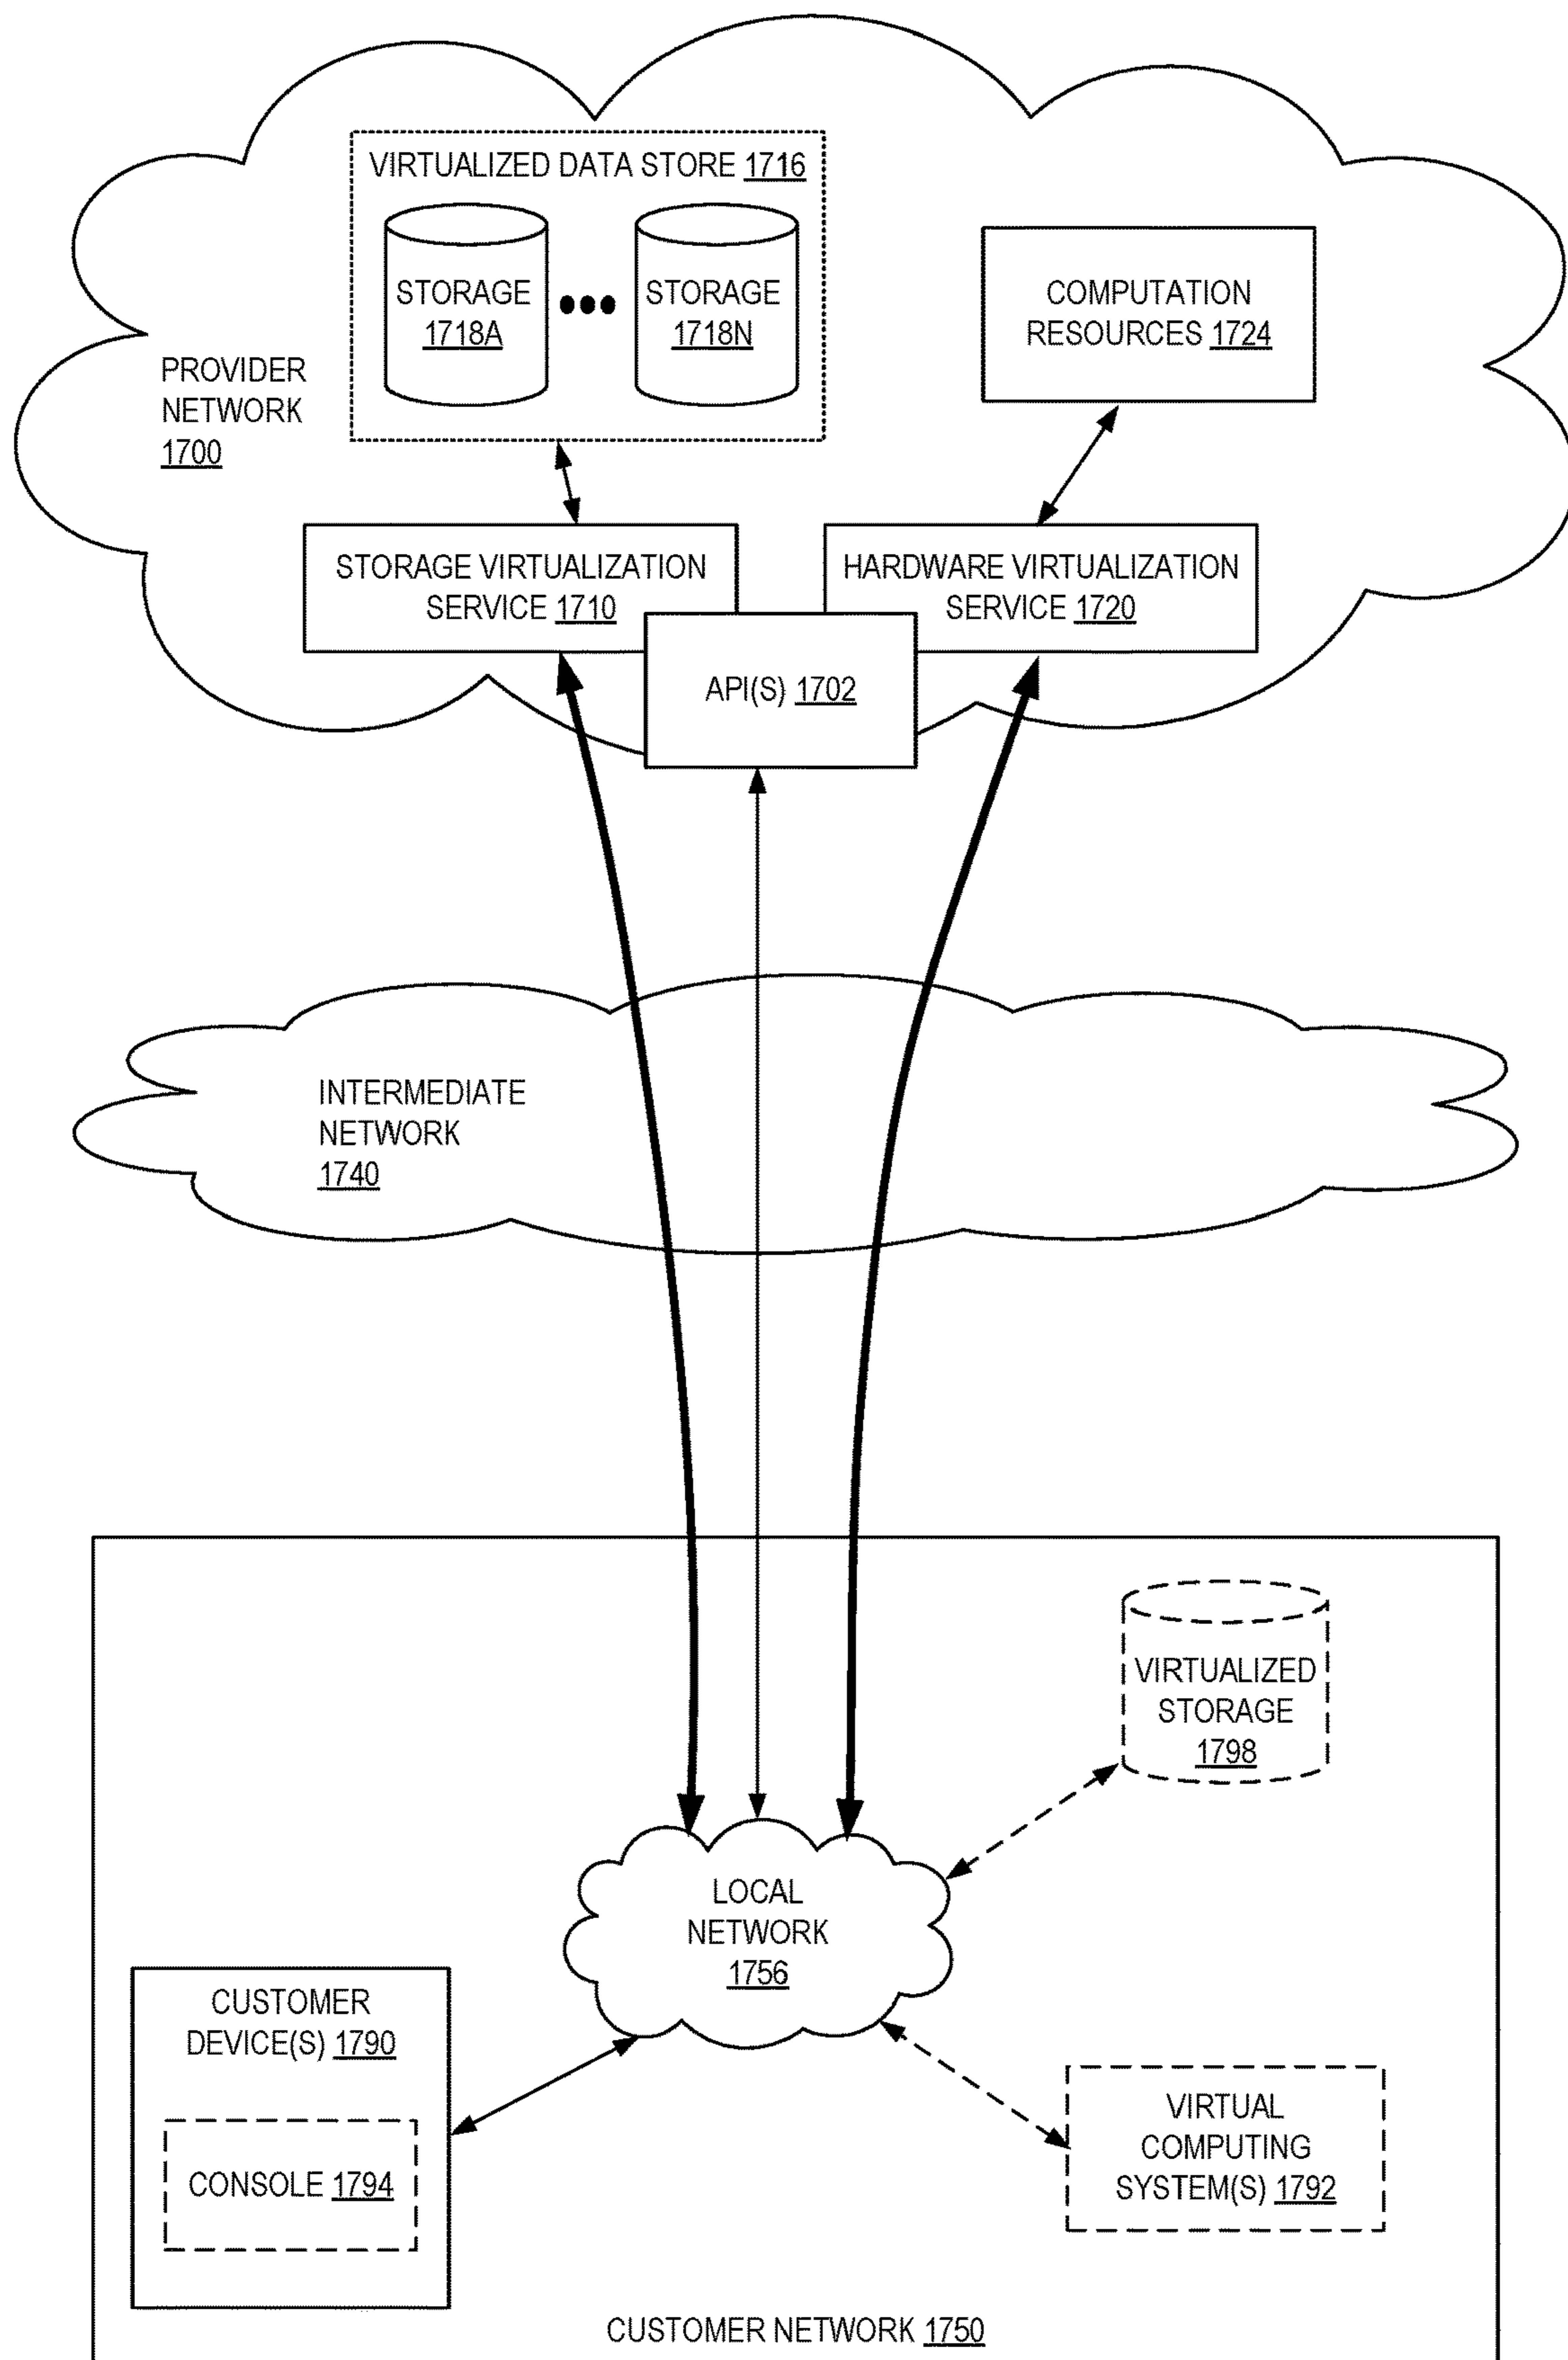 VIRTUALIZED DATA STORE 1716
STORAGE
1718A
STORAGE
1718N
COMPUTATION
RESOURCES 1724
PROVIDER
NETWORK
1700
STORAGE VIRTUALIZATION
SERVICE 1710
HARDWARE VIRTUALIZATION
SERVICE 1720
API(S) 1702
INTERMEDIATE
NETWORK
1740
VIRTUALIZED
STORAGE
1798
LOCAL
NETWORK
1756
CUSTOMER
DEVICE(S) 1790
CONSOLE 1794
VIRTUAL
COMPUTING
SYSTEM(S) 1792
CUSTOMER NETWORK 1750